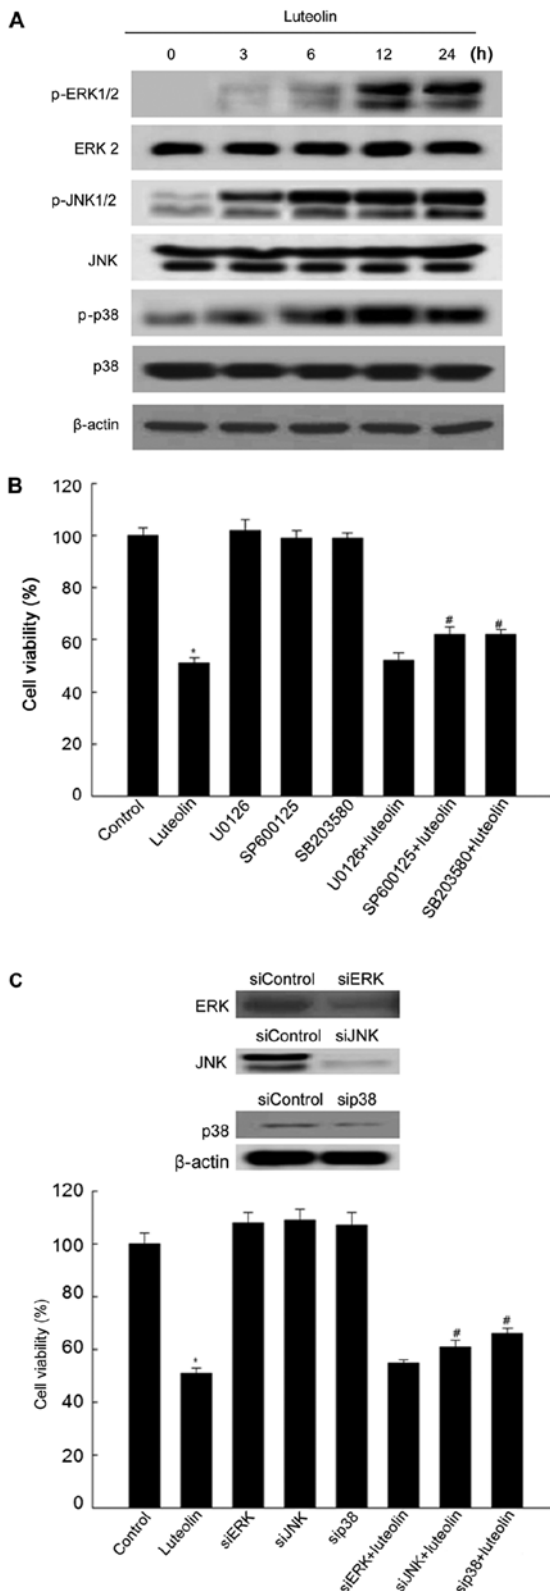 A
Luteolin
0 3 6 12 24 (h)
p-ERK1/2
ERK 2
p-JNK1/2
JNK
p-p38
p38
β-actin
B
120
100
80
60
40
20
0
Cell viability (%)
*
#
#
Control
Luteolin
U0126
SP600125
SB203580
U0126+luteolin
SP600125+luteolin
SB203580+luteolin
C
siControl siERK
ERK
siControl siJNK
JNK
siControl sip38
p38
β-actin
120
100
80
60
40
20
0
Cell viability (%)
*
#
#
Control
Luteolin
siERK
siJNK
sip38
siERK+luteolin
siJNK+luteolin
sip38+luteolin